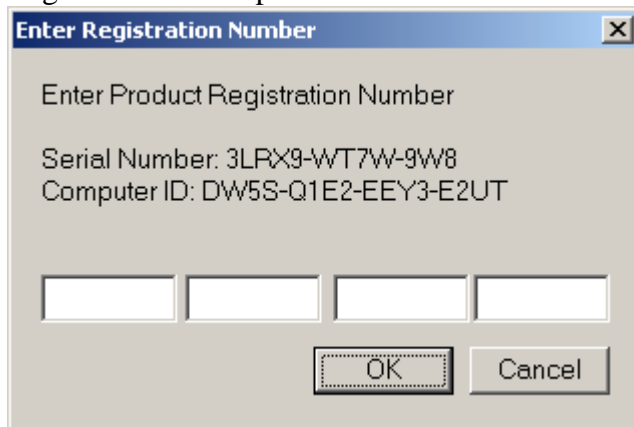 Enter Registration Number
Enter Product Registration Number
Serial Number: 3LRX9-WT7W-9W8
Computer ID: DW5S-Q1E2-EEY3-E2UT
OK Cancel